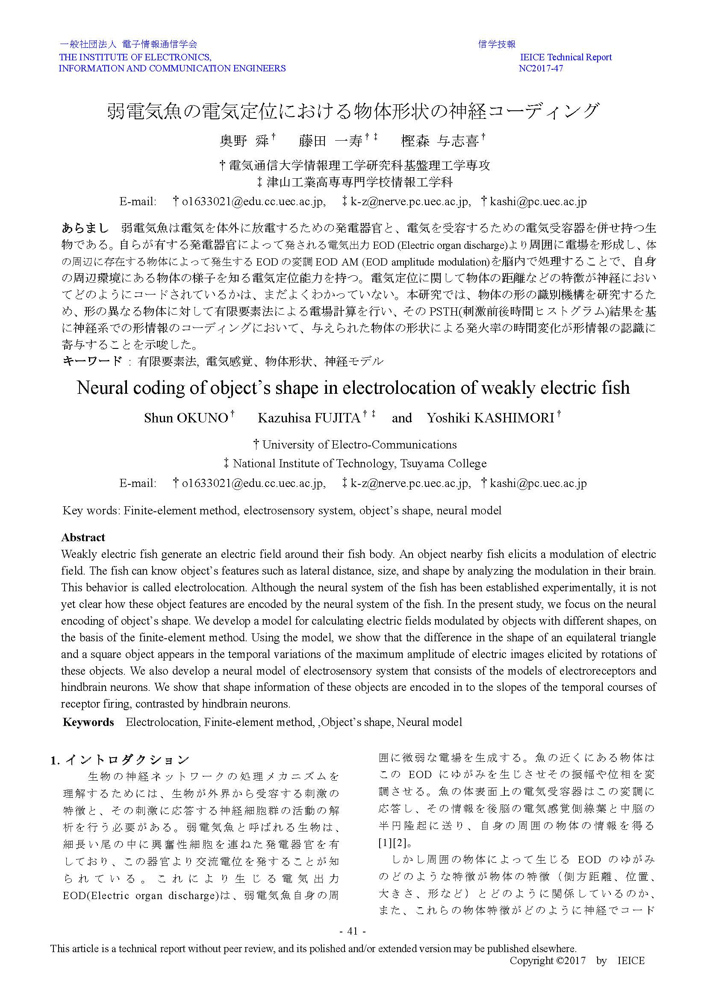 一般社団法人 電子情報通信学会
信学技報
THE INSTITUTE OF ELECTRONICS,
IEICE Technical Report
INFORMATION AND COMMUNICATION ENGINEERS
NC2017-47
弱電気魚の電気定位における物体形状の神経コーディング
奥野 舜† 藤田 一寿†‡ 樫森 与志喜†
†電気通信大学情報理工学研究科基盤理工学専攻
‡津山工業高専専門学校情報工学科
E-mail: †o1633021@edu.cc.uec.ac.jp, ‡k-z@nerve.pc.uec.ac.jp, †kashi@pc.uec.ac.jp
あらまし 弱電気魚は電気を体外に放電するための発電器官と、電気を受容するための電気受容器を併せ持つ生
物である。自らが有する発電器官によって発される電気出力 EOD (Electric organ discharge)より周囲に電場を形成し、体
の周辺に存在する物体によって発生する EOD の変調 EOD AM (EOD amplitude modulation)を脳内で処理することで、自身
の周辺環境にある物体の様子を知る電気定位能力を持つ。電気定位に関して物体の距離などの特徴が神経におい
てどのようにコードされているかは、まだよくわかっていない。本研究では、物体の形の識別機構を研究するた
め、形の異なる物体に対して有限要素法による電場計算を行い、その PSTH(刺激前後時間ヒストグラム)結果を基
に神経系での形情報のコーディングにおいて、与えられた物体の形状による発火率の時間変化が形情報の認識に
寄与することを示唆した。
キーワード : 有限要素法, 電気感覚、物体形状、神経モデル
Neural coding of object's shape in electrolocation of weakly electric fish
Shun OKUNO† Kazuhisa FUJITA†‡ and Yoshiki KASHIMORI†
†University of Electro-Communications
‡ National Institute of Technology, Tsuyama College
E-mail: †o1633021@edu.cc.uec.ac.jp, ‡k-z@nerve.pc.uec.ac.jp, †kashi@pc.uec.ac.jp
Key words: Finite-element method, electrosensory system, object's shape, neural model
Abstract
Weakly electric fish generate an electric field around their fish body. An object nearby fish elicits a modulation of electric
field. The fish can know object's features such as lateral distance, size, and shape by analyzing the modulation in their brain.
This behavior is called electrolocation. Although the neural system of the fish has been established experimentally, it is not
yet clear how these object features are encoded by the neural system of the fish. In the present study, we focus on the neural
encoding of object's shape. We develop a model for calculating electric fields modulated by objects with different shapes, on
the basis of the finite-element method. Using the model, we show that the difference in the shape of an equilateral triangle
and a square object appears in the temporal variations of the maximum amplitude of electric images elicited by rotations of
these objects. We also develop a neural model of electrosensory system that consists of the models of electroreceptors and
hindbrain neurons. We show that shape information of these objects are encoded in to the slopes of the temporal courses of
receptor firing, contrasted by hindbrain neurons.
Keywords Electrolocation, Finite-element method, ,Object's shape, Neural model
1. イントロダクション
生物の神経ネットワークの処理メカニズムを
理解するためには、生物が外界から受容する刺激の
特徴と、その刺激に応答する神経細胞群の活動の解
析を行う必要がある。弱電気魚と呼ばれる生物は、
細長い尾の中に興奮性細胞を連ねた発電器官を有
しており、この器官より交流電位を発することが知
られている。これにより生じる電気出力
EOD(Electric organ discharge)は、弱電気魚自身の周
囲に微弱な電場を生成する。魚の近くにある物体は
この EOD にゆがみを生じさせその振幅や位相を変
調させる。魚の体表面上の電気受容器はこの変調に
応答し、その情報を後脳の電気感覚側線葉と中脳の
半円隆起に送り、自身の周囲の物体の情報を得る
[1][2]。
しかし周囲の物体によって生じる EOD のゆがみ
のどのような特徴が物体の特徴（側方距離、位置、
大きさ、形など）とどのように関係しているのか、
また、これらの物体特徴がどのように神経でコード
- 41 -
This article is a technical report without peer review, and its polished and/or extended version may be published elsewhere.
Copyright ©2017 by IEICE